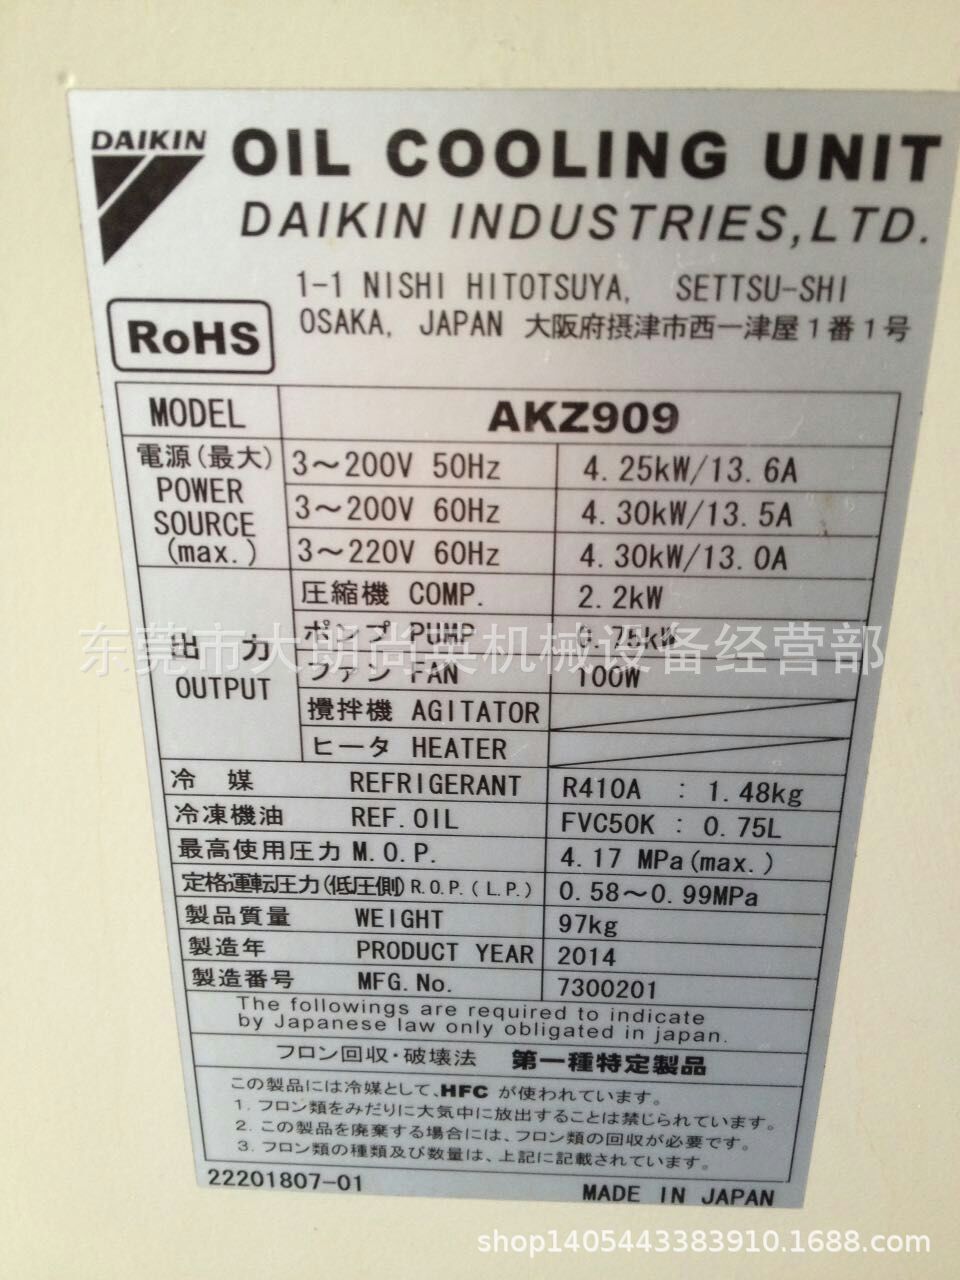 DAIKIN
OIL COOLING UNIT
DAIKIN INDUSTRIES,LTD.
1-1 NISHI HITOTSUYA, SETTSU-SHI
OSAKA, JAPAN 大阪府摂津市西一津屋1番1号
RoHS
MODEL AKZ909
電源(最大) POWER SOURCE (max.)
3~200V 50Hz 4.25kW/13.6A
3~200V 60Hz 4.30kW/13.5A
3~220V 60Hz 4.30kW/13.0A
出力 OUTPUT
圧縮機 COMP. 2.2kW
ポンプ PUMP 0.75kW
东莞市大朗尚英机械设备经营部
ファン FAN 100W
攪拌機 AGITATOR
ヒータ HEATER
冷媒 REFRIGERANT R410A : 1.48kg
冷凍機油 REF.OIL FVC50K : 0.75L
最高使用圧力 M.O.P. 4.17 MPa(max.)
定格運転圧力(低圧側) R.O.P.(L.P.) 0.58~0.99MPa
製品質量 WEIGHT 97kg
製造年 PRODUCT YEAR 2014
製造番号 MFG.No. 7300201
The followings are required to indicate
by Japanese law only obligated in japan.
フロン回収・破壊法 第一種特定製品
この製品には冷媒として、HFC が使われています。
1. フロン類をみだりに大気中に放出することは禁じられています。
2. この製品を廃棄する場合には、フロン類の回収が必要です。
3. フロン類の種類及び数量は、上記に記載されています。
22201807-01 MADE IN JAPAN
shop1405443383910.1688.com